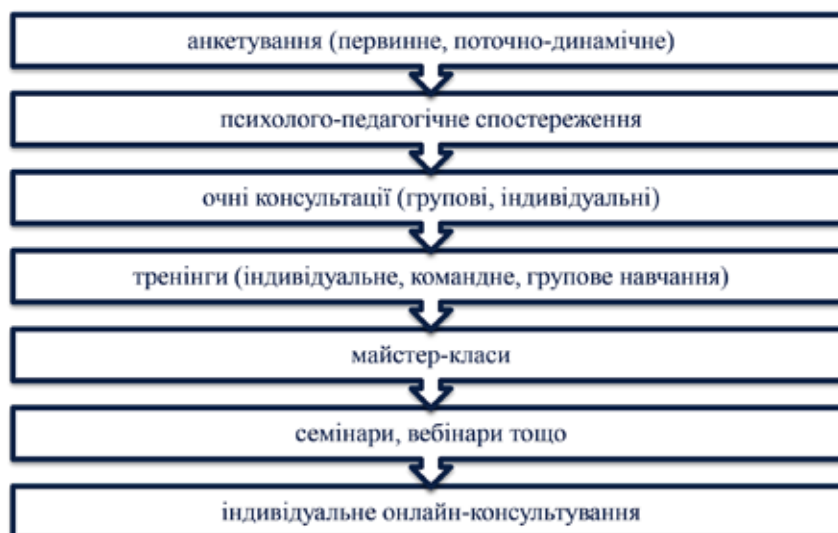 анкетування (первинне, поточно-динамічне)
психолого-педагогічне спостереження
очні консультації (групові, індивідуальні)
тренінги (індивідуальне, командне, групове навчання)
майстер-класи
семінари, вебінари тощо
індивідуальне онлайн-консультування